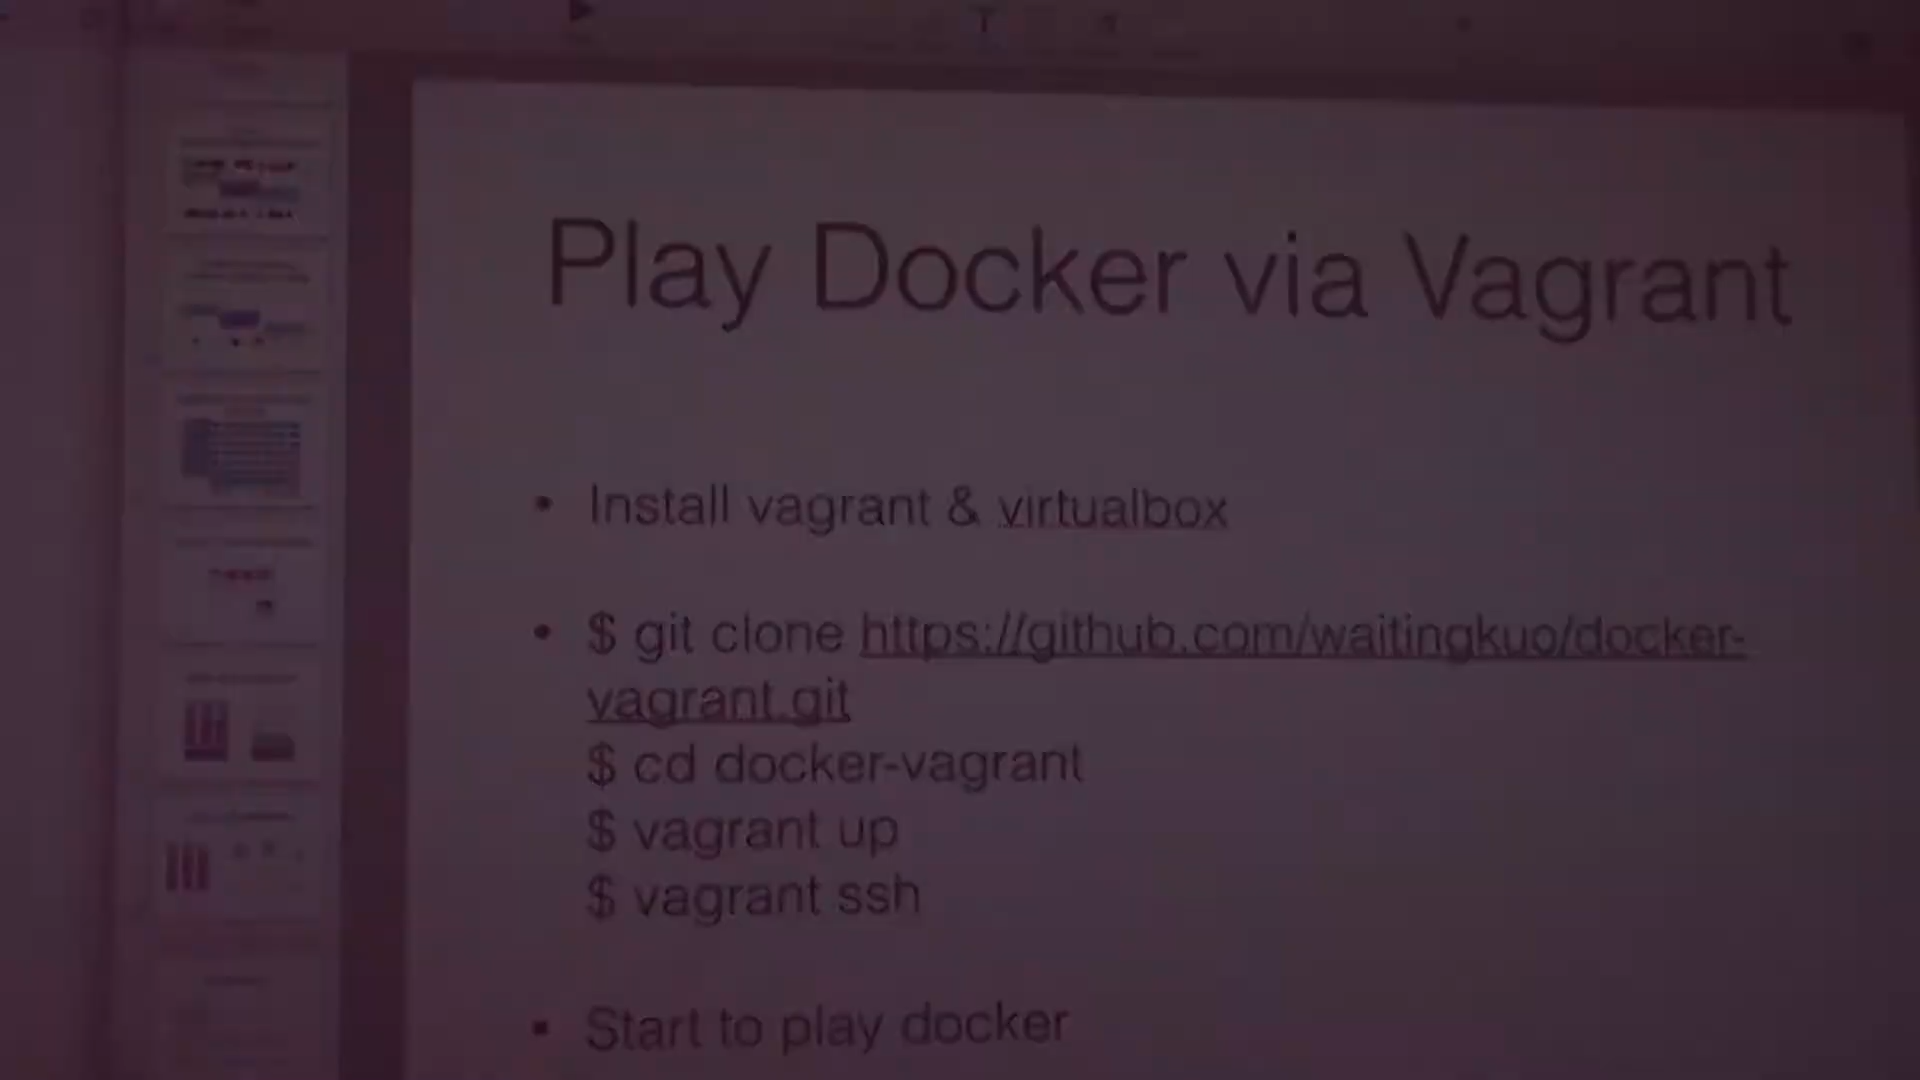 Play Docker via Vagrant
• Install vagrant & virtualbox
• $ git clone https://github.com/waitingkuo/docker-
vagrant.git
$ cd docker-vagrant
$ vagrant up
$ vagrant ssh
• Start to play docker